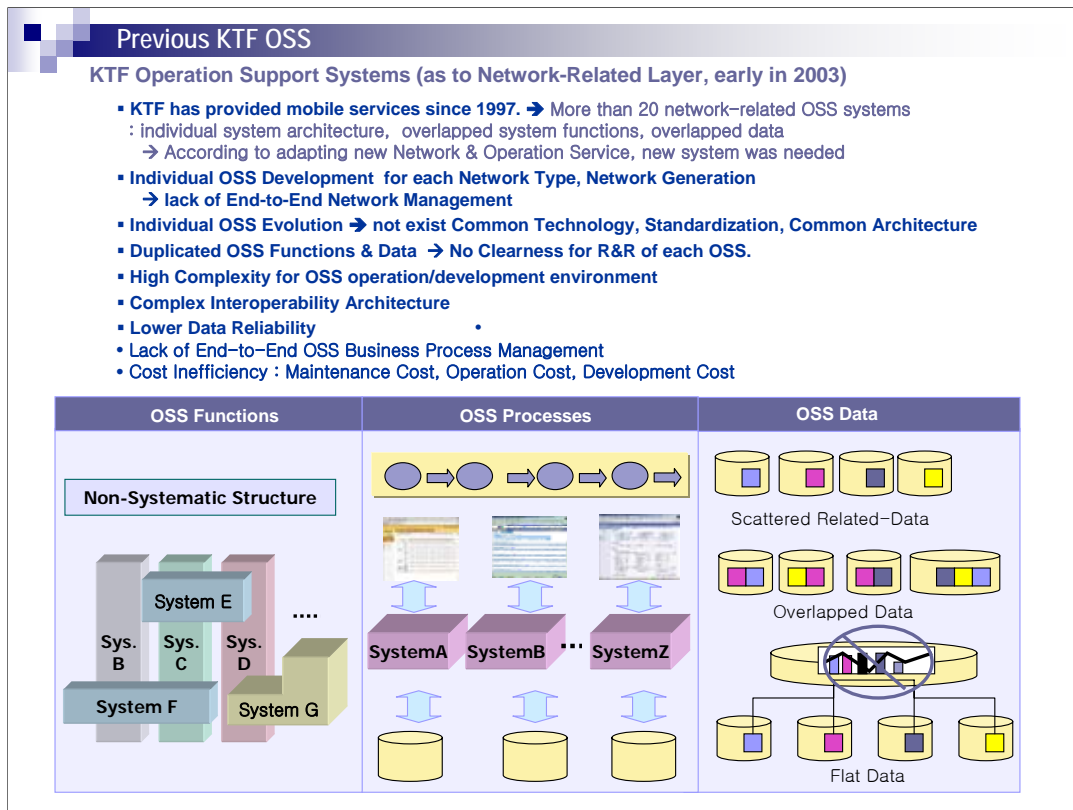 Previous KTF OSS
KTF Operation Support Systems (as to Network-Related Layer, early in 2003)
▪ KTF has provided mobile services since 1997. ➔ More than 20 network-related OSS systems
: individual system architecture, overlapped system functions, overlapped data
→ According to adapting new Network & Operation Service, new system was needed
▪ Individual OSS Development for each Network Type, Network Generation
→ lack of End-to-End Network Management
▪ Individual OSS Evolution ➔ not exist Common Technology, Standardization, Common Architecture
▪ Duplicated OSS Functions & Data → No Clearness for R&R of each OSS.
▪ High Complexity for OSS operation/development environment
▪ Complex Interoperability Architecture
▪ Lower Data Reliability •
• Lack of End-to-End OSS Business Process Management
• Cost Inefficiency : Maintenance Cost, Operation Cost, Development Cost
OSS Functions
Non-Systematic Structure
System E
....
Sys. B
Sys. C
Sys. D
System F
System G
OSS Processes
SystemA
SystemB
...
SystemZ
OSS Data
Scattered Related-Data
Overlapped Data
Flat Data